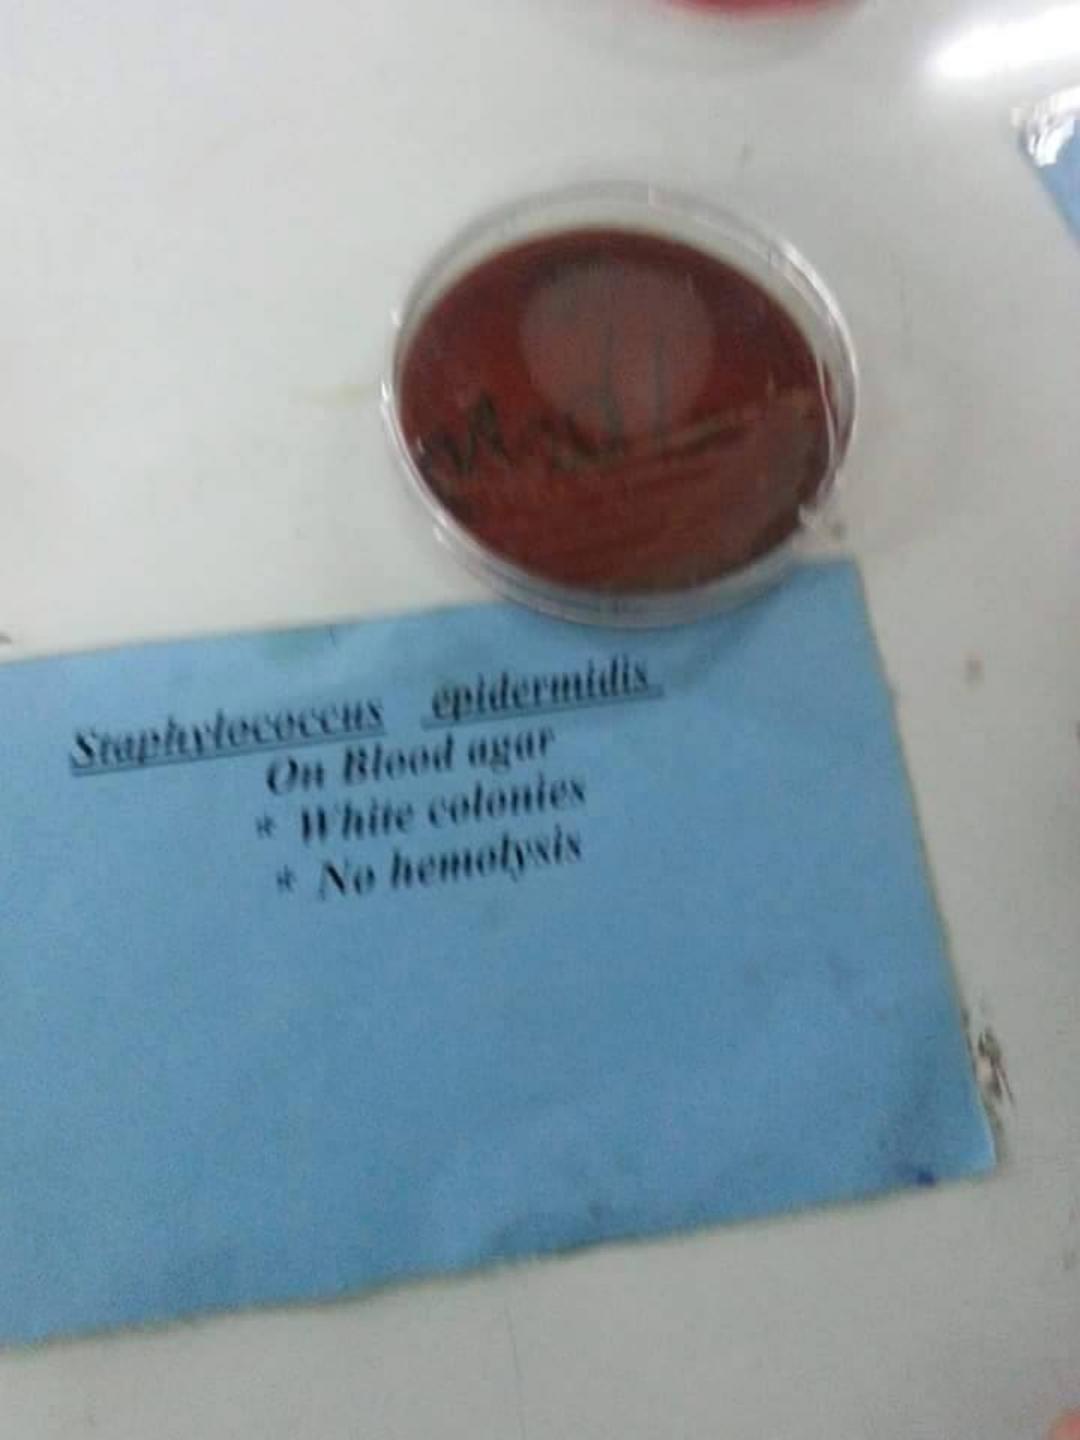 Staphylococcus epidermidis
On Blood agar
* White colonies
* No hemolysis